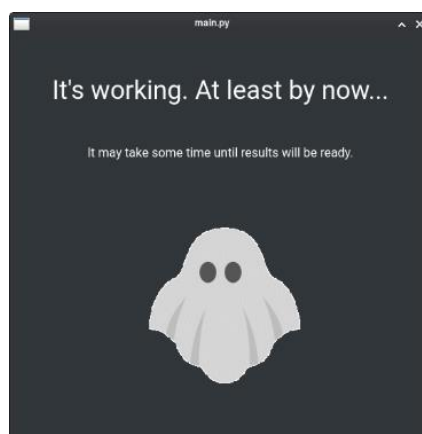 main.py
It's working. At least by now...
It may take some time until results will be ready.